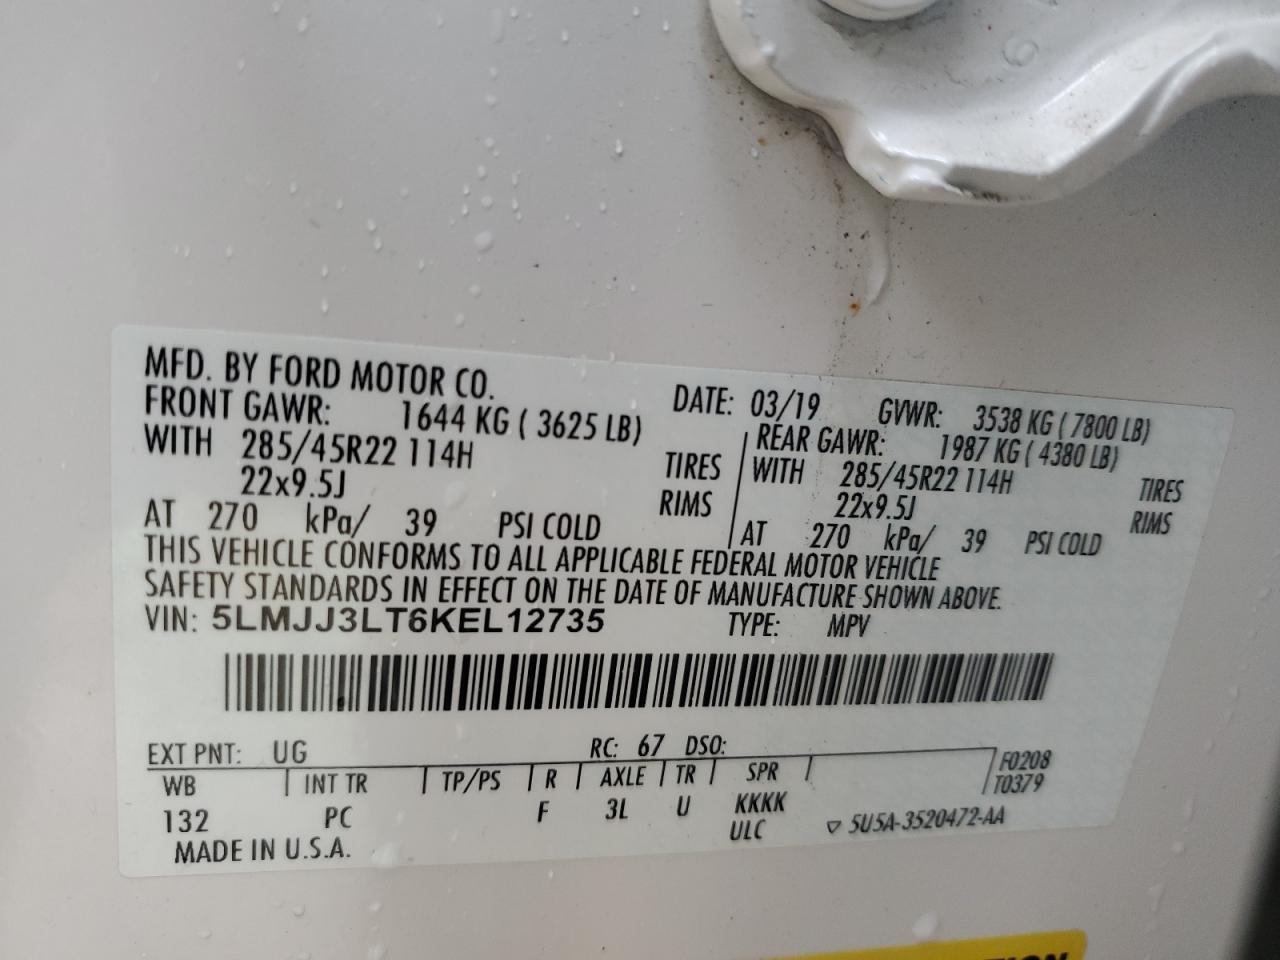 MFD. BY FORD MOTOR CO.
DATE: 03/19 GVWR: 3538 KG ( 7800 LB)
FRONT GAWR: 1644 KG ( 3625 LB)
WITH 285/45R22 114H TIRES
22x9.5J RIMS
AT 270 kPa/ 39 PSI COLD
REAR GAWR: 1987 KG ( 4380 LB)
WITH 285/45R22 114H TIRES
22x9.5J RIMS
AT 270 kPa/ 39 PSI COLD
THIS VEHICLE CONFORMS TO ALL APPLICABLE FEDERAL MOTOR VEHICLE
SAFETY STANDARDS IN EFFECT ON THE DATE OF MANUFACTURE SHOWN ABOVE.
VIN: 5LMJJ3LT6KEL12735 TYPE: MPV
EXT PNT: UG RC: 67 DSO:
WB INT TR TP/PS R AXLE TR SPR F0208
T0379
132 PC F 3L U KKKK
ULC ▽ 5U5A-3520472-AA
MADE IN U.S.A.